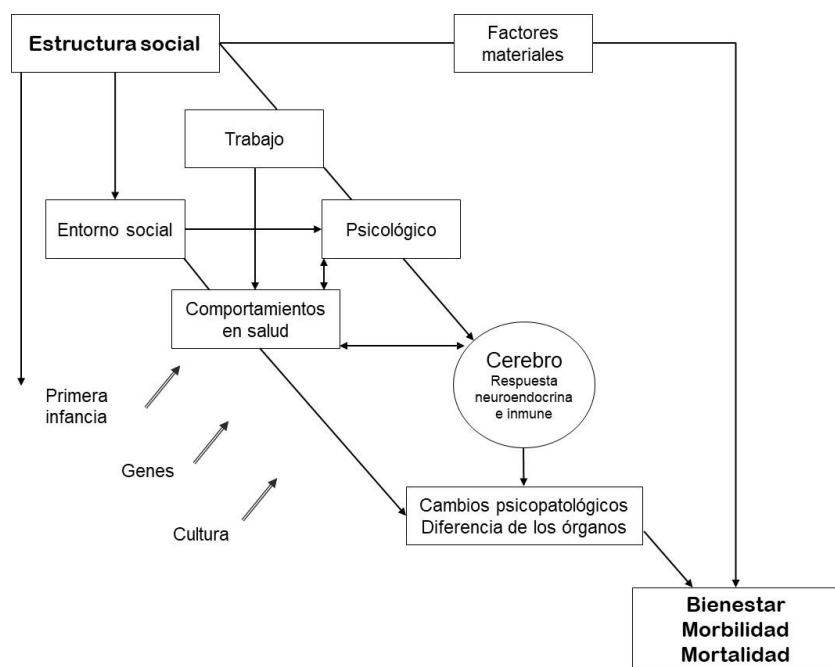 Estructura social
Factores
materiales
Trabajo
Entorno social
Psicológico
Comportamientos
en salud
Cerebro
Respuesta
neuroendocrina
e inmune
Primera
infancia
Genes
Cultura
Cambios psicopatológicos
Diferencia de los órganos
Bienestar
Morbilidad
Mortalidad